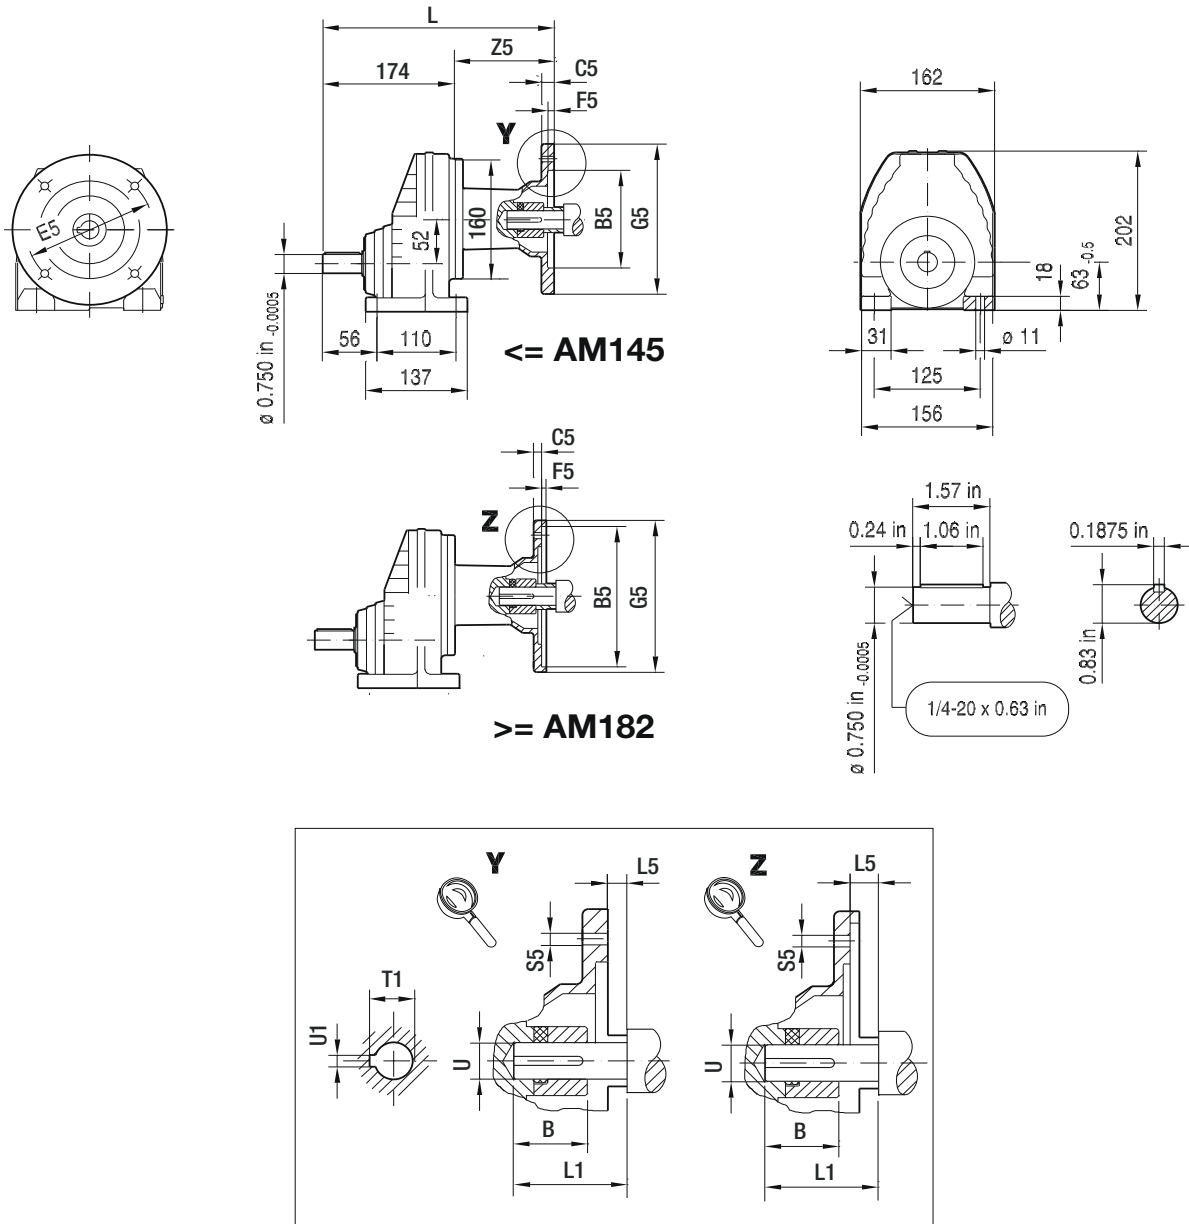 L
Z5
174
C5
F5
Y
E5
52
160
B5
G5
ø 0.750 in -0.0005
56
110
137
<= AM145
162
202
18
63 -0.5
31
ø 11
125
156
C5
F5
Z
B5
G5
>= AM182
1.57 in
0.24 in
1.06 in
0.1875 in
0.83 in
ø 0.750 in -0.0005
1/4-20 x 0.63 in
Y
L5
S5
T1
U1
U
B
L1
Z
L5
S5
U
B
L1